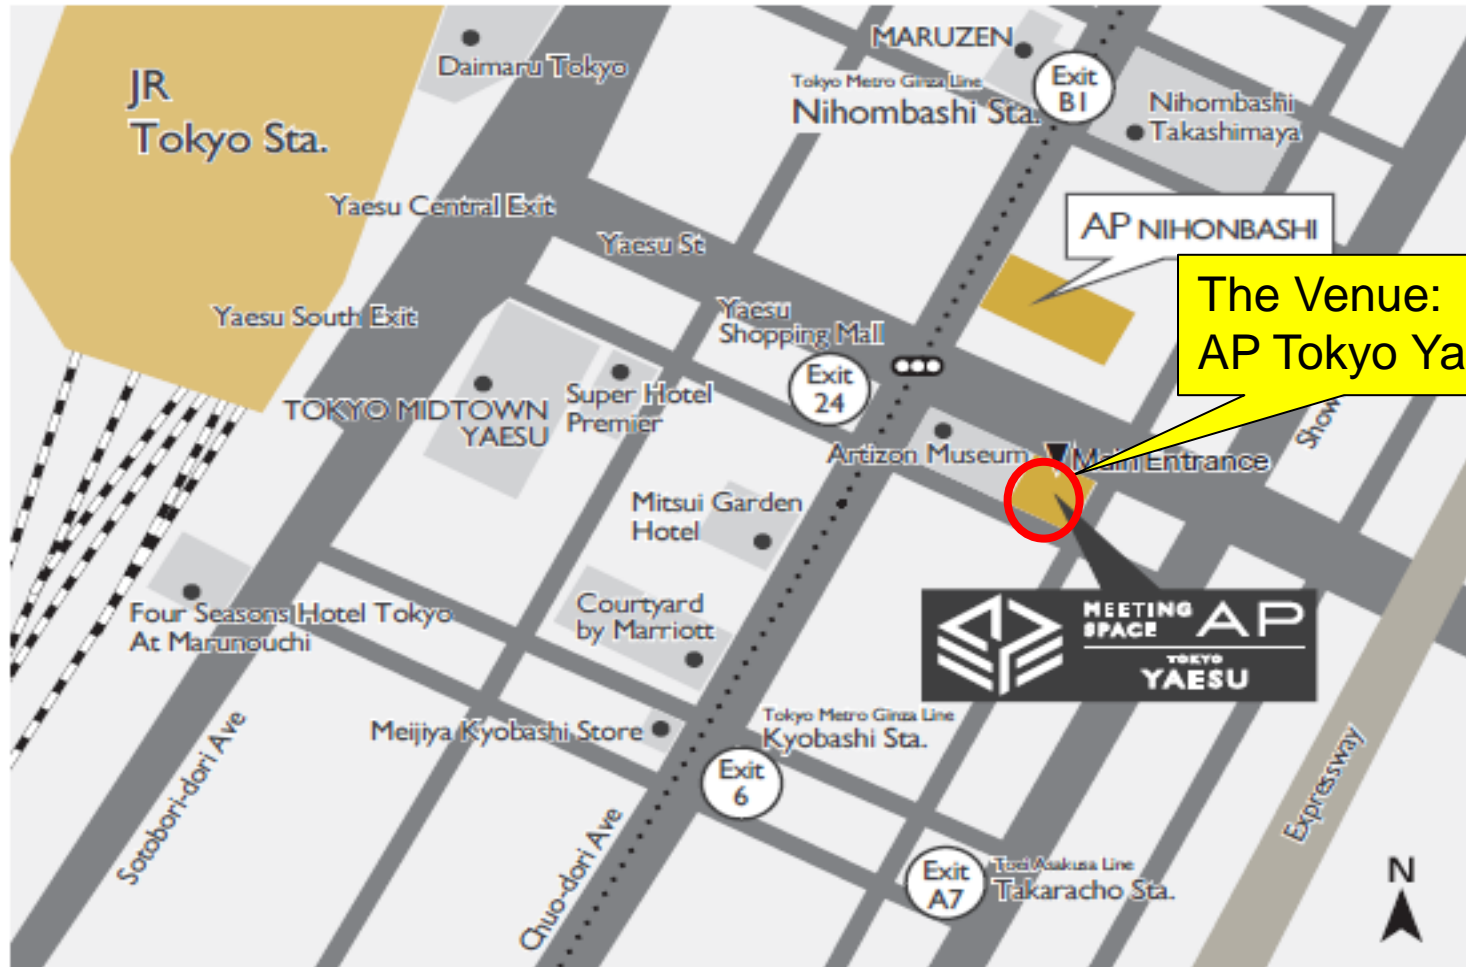 JR
Tokyo Sta.
Daimaru Tokyo
MARUZEN
Tokyo Metro Ginza Line
Nihombashi Sta.
Exit
B1
Nihombashi
Takashimaya
Yaesu Central Exit
Yaesu St
AP NIHONBASHI
The Venue:
AP Tokyo Ya
Yaesu South Exit
Yaesu
Shopping Mall
Exit
24
TOKYO MIDTOWN
YAESU
Super Hotel
Premier
Show
Artizon Museum
Main Entrance
Mitsui Garden
Hotel
Four Seasons Hotel Tokyo
At Marunouchi
Courtyard
by Marriott
MEETING
SPACE
AP
TOKYO
YAESU
Meijiya Kyobashi Store
Tokyo Metro Ginza Line
Kyobashi Sta.
Exit
6
Sotobori-dori Ave
Chuo-dori Ave
Expressway
Exit
A7
Toei Asakusa Line
Takaracho Sta.
N